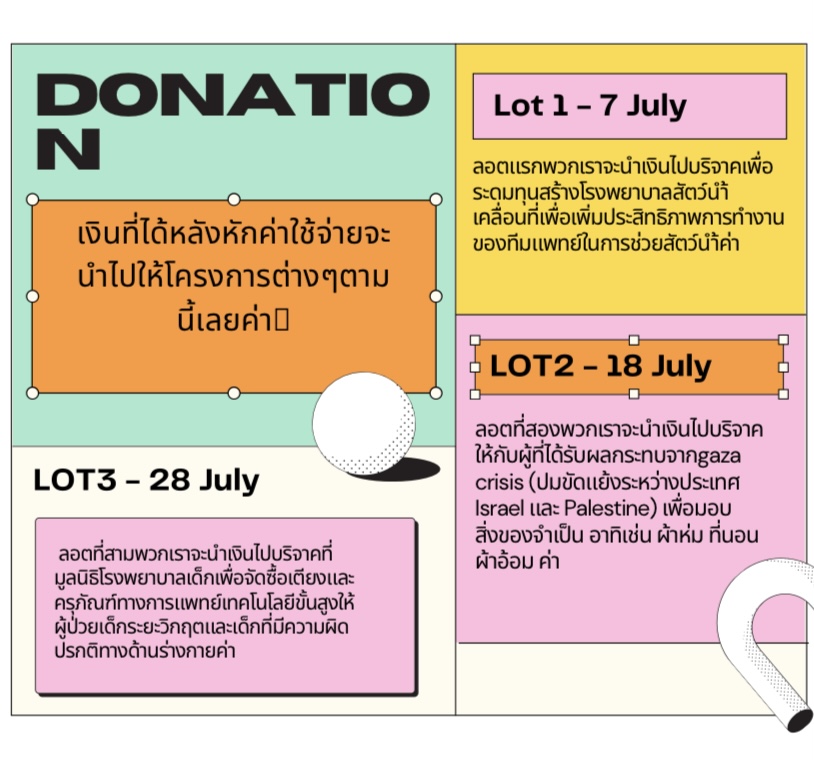 DONATIO
N
เงินที่ได้หลังหักค่าใช้จ่ายจะ
นำไปให้โครงการต่างๆตาม
นี้เลยค่า
Lot 1 – 7 July
ลอตแรกพวกเราจะนำเงินไปบริจาคเพื่อ
ระดมทุนสร้างโรงพยาบาลสัตว์น้ำ
เคลื่อนที่เพื่อเพิ่มประสิทธิภาพการทำงาน
ของทีมแพทย์ในการช่วยสัตว์น้ำค่า
LOT2 – 18 July
ลอตที่สองพวกเราจะนำเงินไปบริจาค
ให้กับผู้ที่ได้รับผลกระทบจากgaza
crisis (ปมขัดแย้งระหว่างประเทศ
Israel และ Palestine) เพื่อมอบ
สิ่งของจำเป็น อาทิเช่น ผ้าห่ม ที่นอน
ผ้าอ้อม ค่า
LOT3 – 28 July
ลอตที่สามพวกเราจะนำเงินไปบริจาคที่
มูลนิธิโรงพยาบาลเด็กเพื่อจัดซื้อเตียงและ
ครุภัณฑ์ทางการแพทย์เทคโนโลยีขั้นสูงให้
ผู้ป่วยเด็กระยะวิกฤตและเด็กที่มีความผิด
ปรกติทางด้านร่างกายค่า